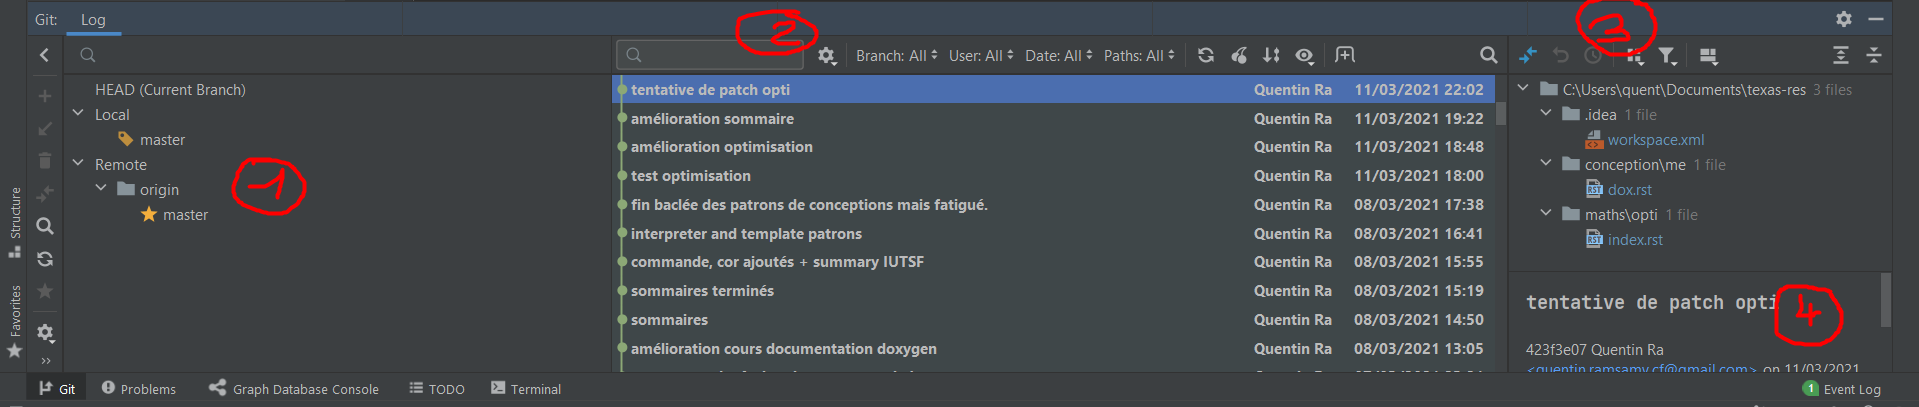 Git: Log
2
3
Branch: All User: All Date: All Paths: All
HEAD (Current Branch)
Local
master
Remote
origin
master
1
Structure
Favorites
tentative de patch opti Quentin Ra 11/03/2021 22:02
amélioration sommaire Quentin Ra 11/03/2021 19:22
amélioration optimisation Quentin Ra 11/03/2021 18:48
test optimisation Quentin Ra 11/03/2021 18:00
fin baclée des patrons de conceptions mais fatigué. Quentin Ra 08/03/2021 17:38
interpreter and template patrons Quentin Ra 08/03/2021 16:41
commande, cor ajoutés + summary IUTSF Quentin Ra 08/03/2021 15:55
sommaires terminés Quentin Ra 08/03/2021 15:19
sommaires Quentin Ra 08/03/2021 14:50
amélioration cours documentation doxygen Quentin Ra 08/03/2021 13:05
C:\Users\quent\Documents\texas-res 3 files
.idea 1 file
workspace.xml
conception\me 1 file
RST dox.rst
maths\opti 1 file
RST index.rst
tentative de patch opti
4
423f3e07 Quentin Ra
<quentin.ramsamy.cf@gmail.com> on 11/03/2021
Git Problems Graph Database Console TODO Terminal 1 Event Log